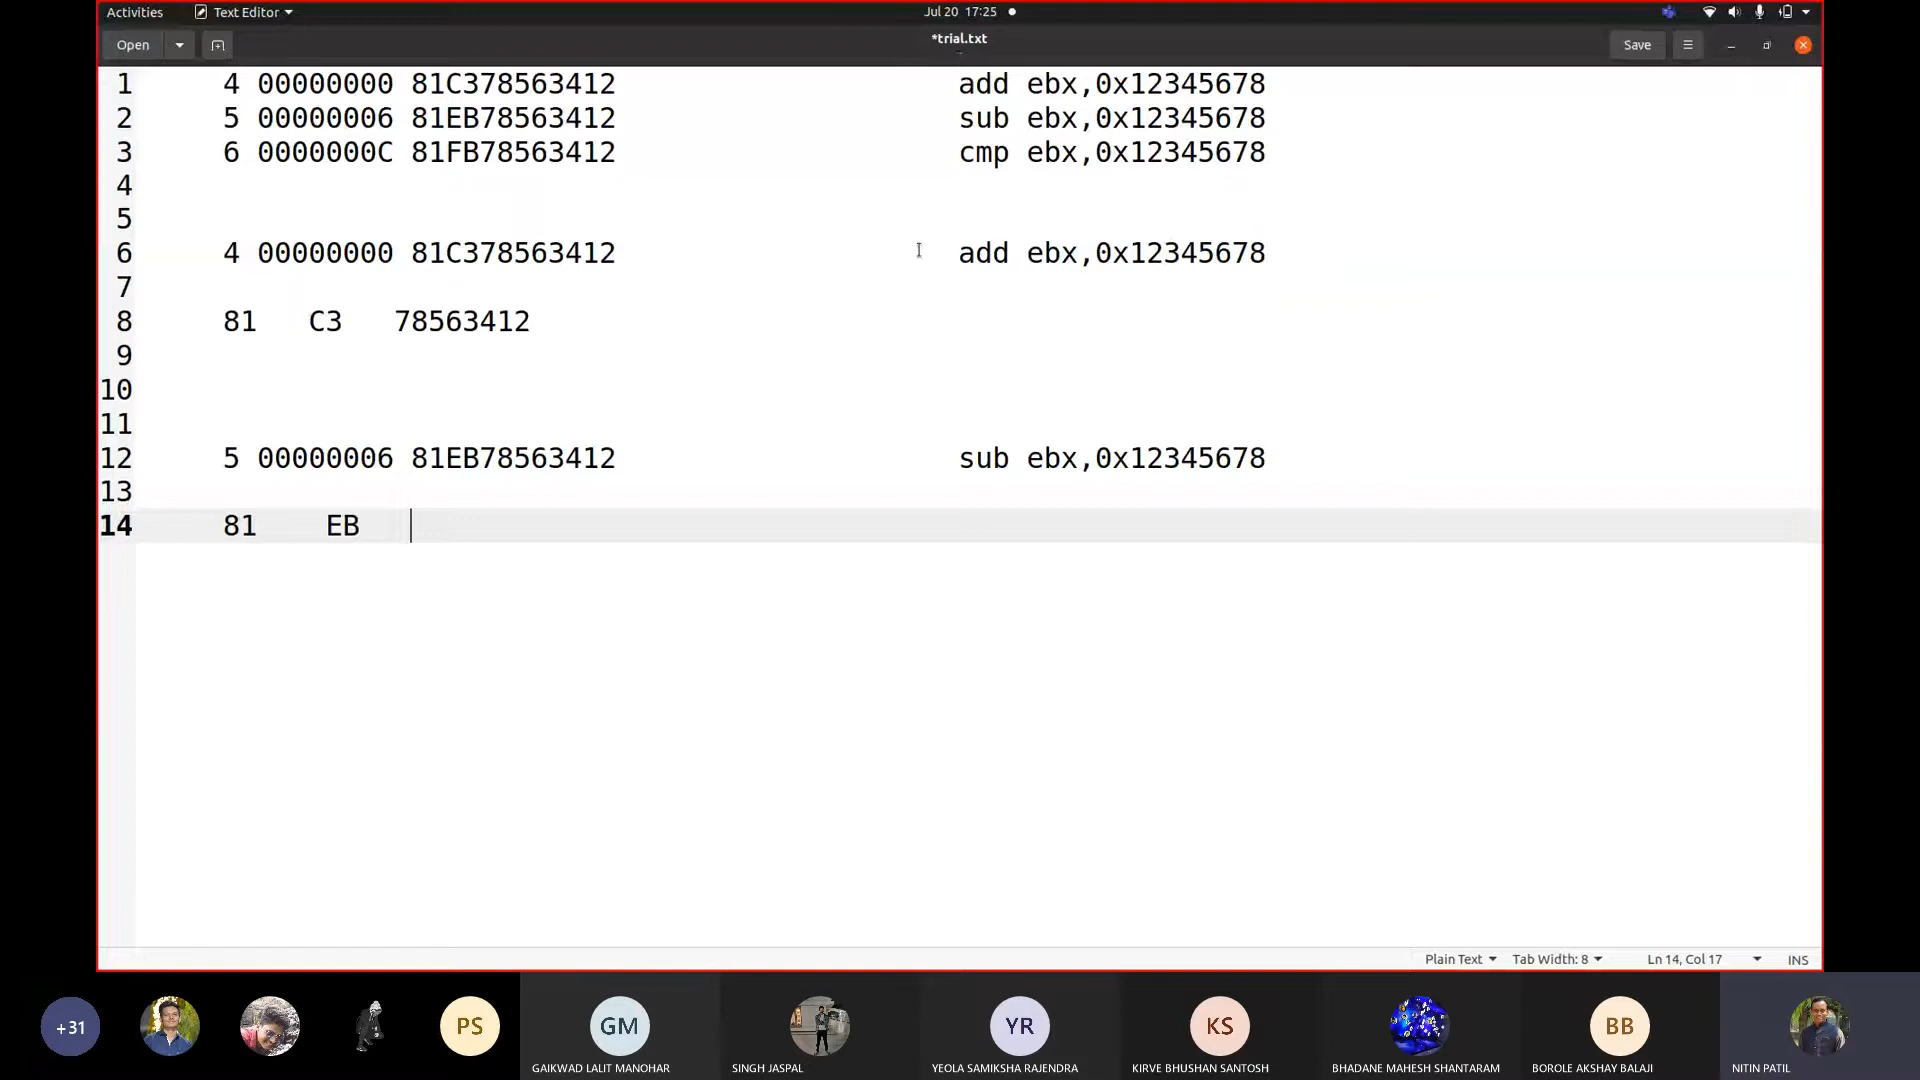 Activities Text Editor Jul 20 17:25
Open *trial.txt Save
1 4 00000000 81C378563412 add ebx,0x12345678
2 5 00000006 81EB78563412 sub ebx,0x12345678
3 6 0000000C 81FB78563412 cmp ebx,0x12345678
4
5
6 4 00000000 81C378563412 add ebx,0x12345678
7
8 81 C3 78563412
9
10
11
12 5 00000006 81EB78563412 sub ebx,0x12345678
13
14 81 EB
Plain Text Tab Width: 8 Ln 14, Col 17 INS
+31 PS GM YR KS BB
GAIKWAD LALIT MANOHAR SINGH JASPAL YEOLA SAMIKSHA RAJENDRA KIRVE BHUSHAN SANTOSH BHADANE MAHESH SHANTARAM BOROLE AKSHAY BALAJI NITIN PATIL